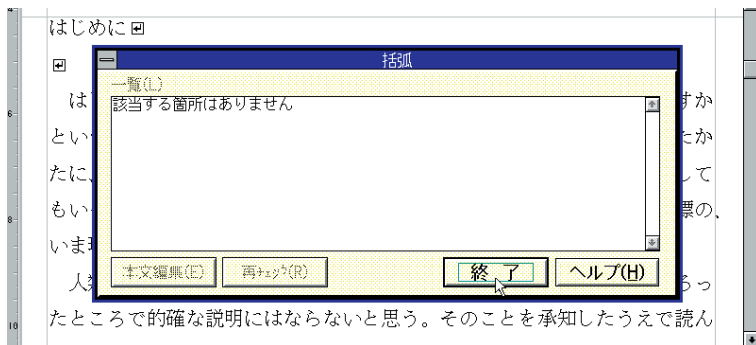 はじめに
括弧
一覧(L)
該当する箇所はありません
本文編集(E)
再ﾁｪｯｸ(R)
終 了
ヘルプ(H)
は
すか
とい
たか
たに、
して
もい
票の、
いま
人
ろっ
たところで的確な説明にはならないと思う。そのことを承知したうえで読ん
6
8
10